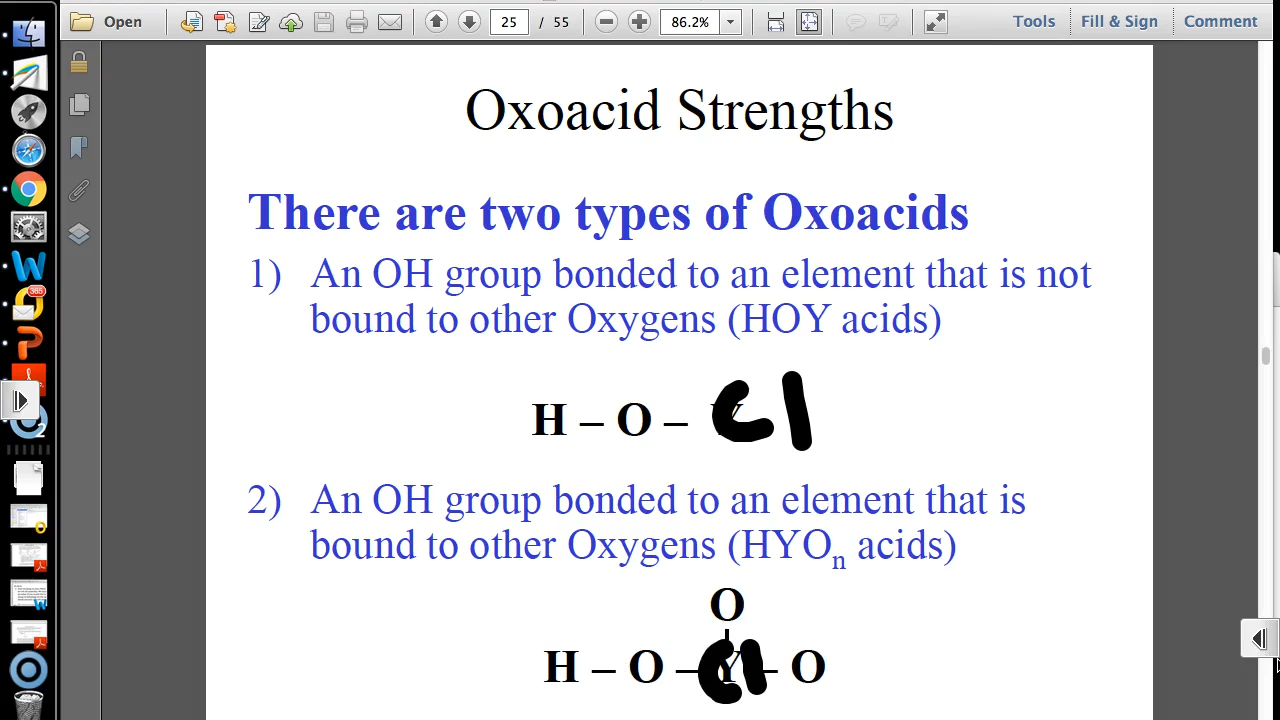 Open 25 / 55 86.2% Tools Fill & Sign Comment
Oxoacid Strengths
There are two types of Oxoacids
1) An OH group bonded to an element that is not
bound to other Oxygens (HOY acids)
H – O – Cl
2) An OH group bonded to an element that is
bound to other Oxygens (HYOn acids)
O
H – O – Cl – O
365
2